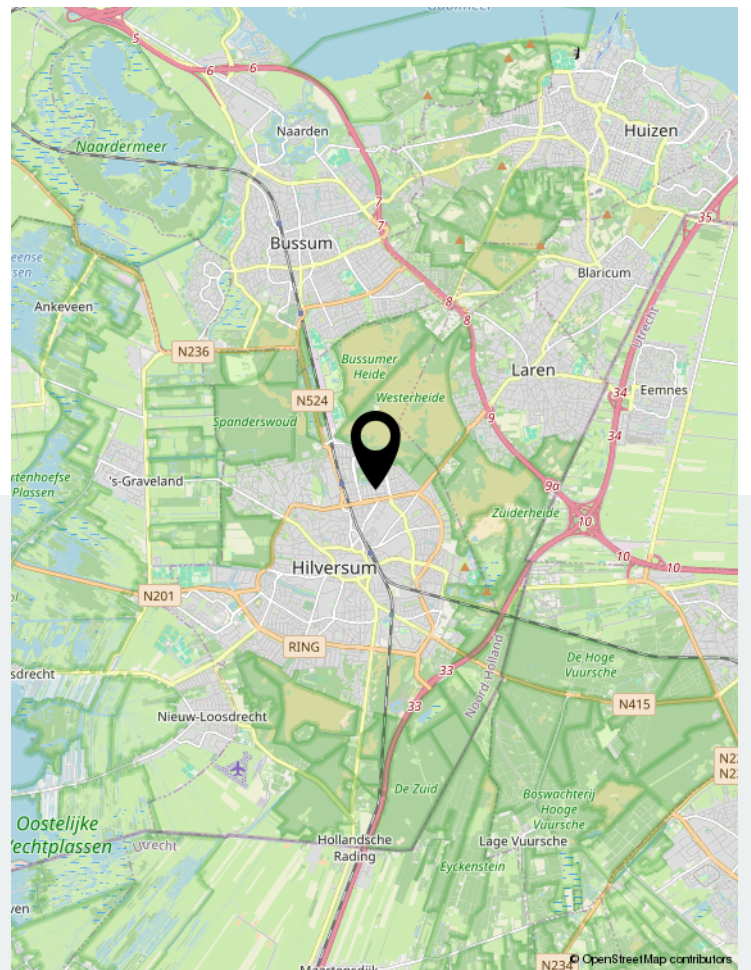 5
6
6
Naarden
Huizen
Naardermeer
7
7
35
Bussum
Blaricum
Ankeveen
8
8
Utrecht
N236
Bussumer
Heide
Laren
Eemnes
N524
Westerheide
34
Spanderswoud
9
34
's-Graveland
9a
Plassen
Zuiderheide
10
10
10
Hilversum
N201
RING
33
De Hoge
Vuursche
Noord-Holland
33
N415
Nieuw-Loosdrecht
De Zuid
Boswachterij
Hooge
Vuursche
Oostelijke
Vechtplassen
Utrecht
Hollandsche
Rading
Lage Vuursche
Eyckenstein
N234
© OpenStreetMap contributors